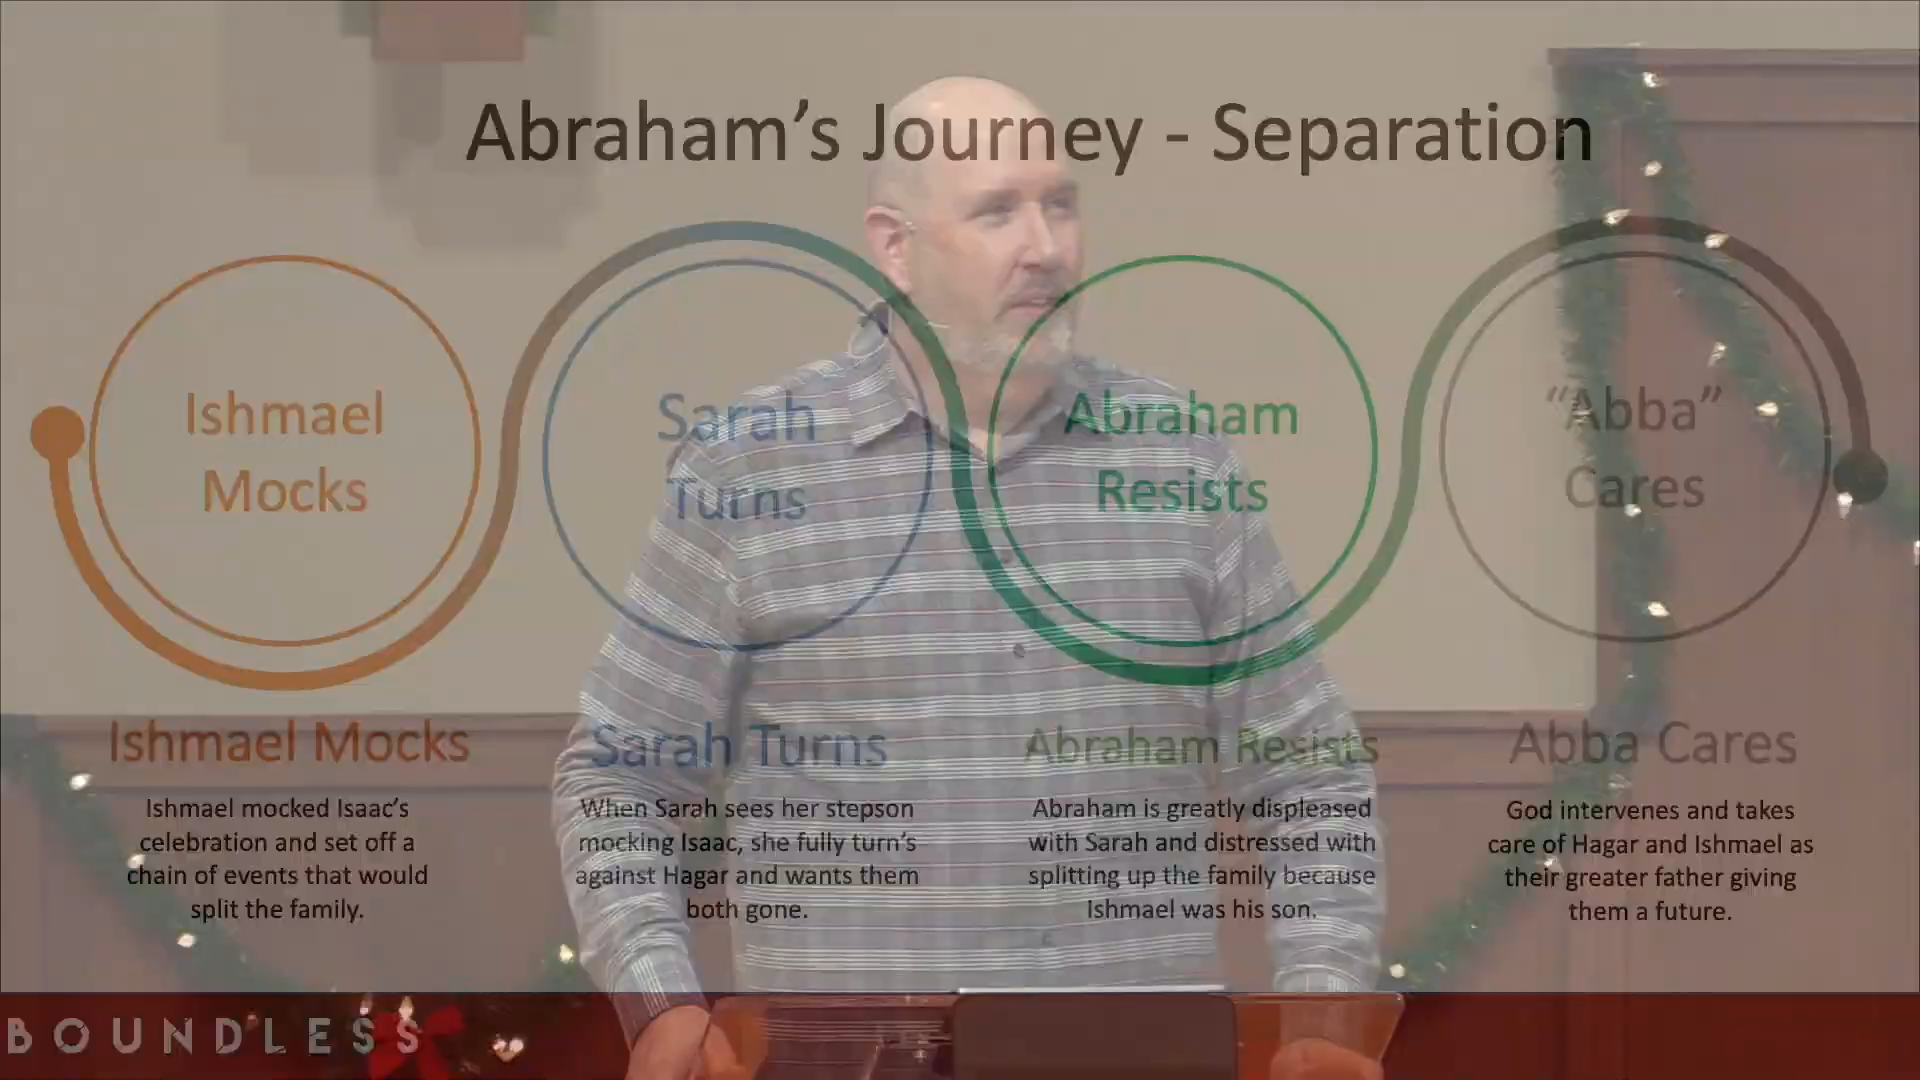 Abraham’s Journey - Separation
Ishmael
Mocks
Sarah
Turns
Abraham
Resists
“Abba”
Cares
Ishmael Mocks
Ishmael mocked Isaac’s
celebration and set off a
chain of events that would
split the family.
Sarah Turns
When Sarah sees her stepson
mocking Isaac, she fully turn’s
against Hagar and wants them
both gone.
Abraham Resists
Abraham is greatly displeased
with Sarah and distressed with
splitting up the family because
Ishmael was his son.
Abba Cares
God intervenes and takes
care of Hagar and Ishmael as
their greater father giving
them a future.
BOUNDLESS